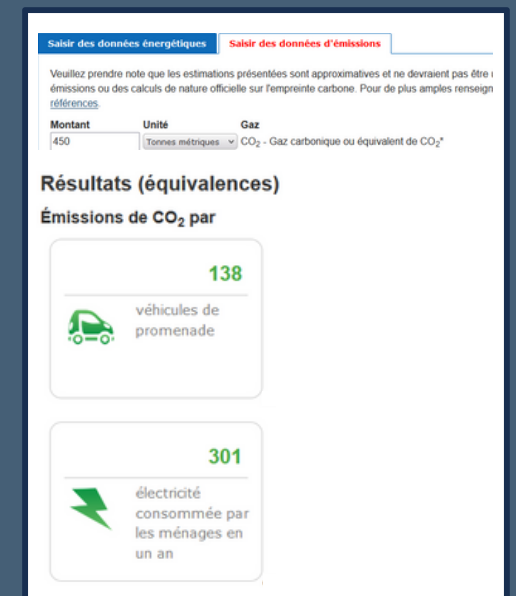 Saisir des données énergétiques Saisir des données d'émissions
Veuillez prendre note que les estimations présentées sont approximatives et ne devraient pas être
émissions ou des calculs de nature officielle sur l'empreinte carbone. Pour de plus amples renseign
références.
Montant Unité Gaz
450 Tonnes métriques CO₂ - Gaz carbonique ou équivalent de CO₂*
Résultats (équivalences)
Émissions de CO₂ par
138
véhicules de
promenade
301
électricité
consommée par
les ménages en
un an